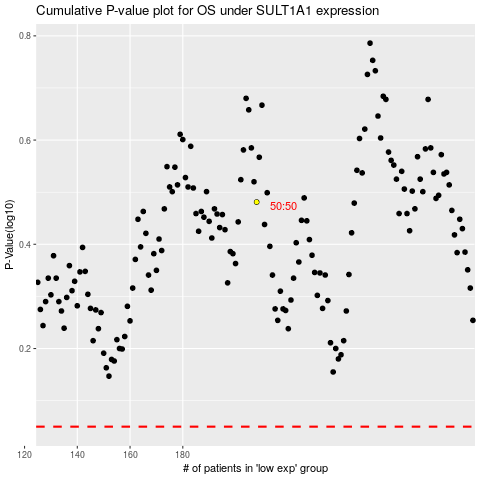 Cumulative P-value plot for OS under SULT1A1 expression
0.8
0.6
0.4
0.2
P-Value(log10)
50:50
120 140 160 180
# of patients in 'low exp' group